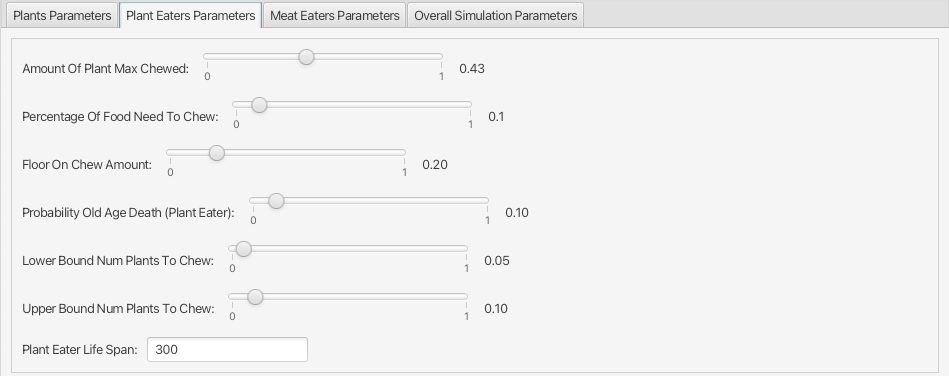 Plants Parameters Plant Eaters Parameters Meat Eaters Parameters Overall Simulation Parameters
Amount Of Plant Max Chewed: 0.43
0 1
Percentage Of Food Need To Chew: 0.1
0 1
Floor On Chew Amount: 0.20
0 1
Probability Old Age Death (Plant Eater): 0.10
0 1
Lower Bound Num Plants To Chew: 0.05
0 1
Upper Bound Num Plants To Chew: 0.10
0 1
Plant Eater Life Span: 300